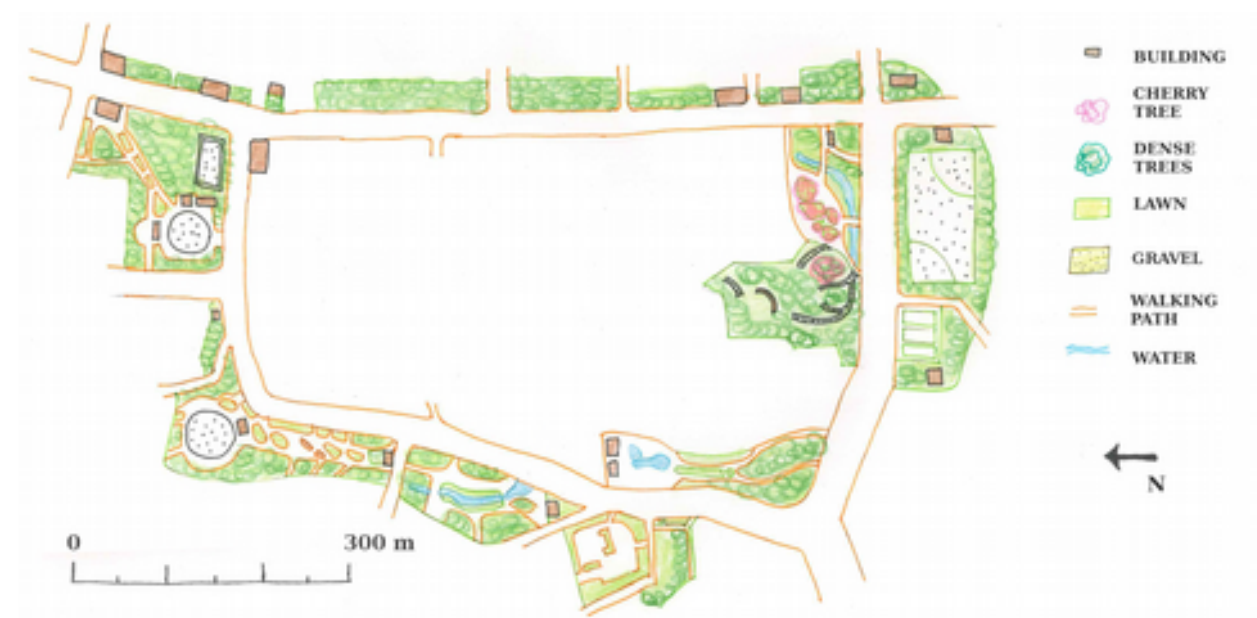 BUILDING
CHERRY
TREE
DENSE
TREES
LAWN
GRAVEL
WALKING
PATH
WATER
N
0
300 m